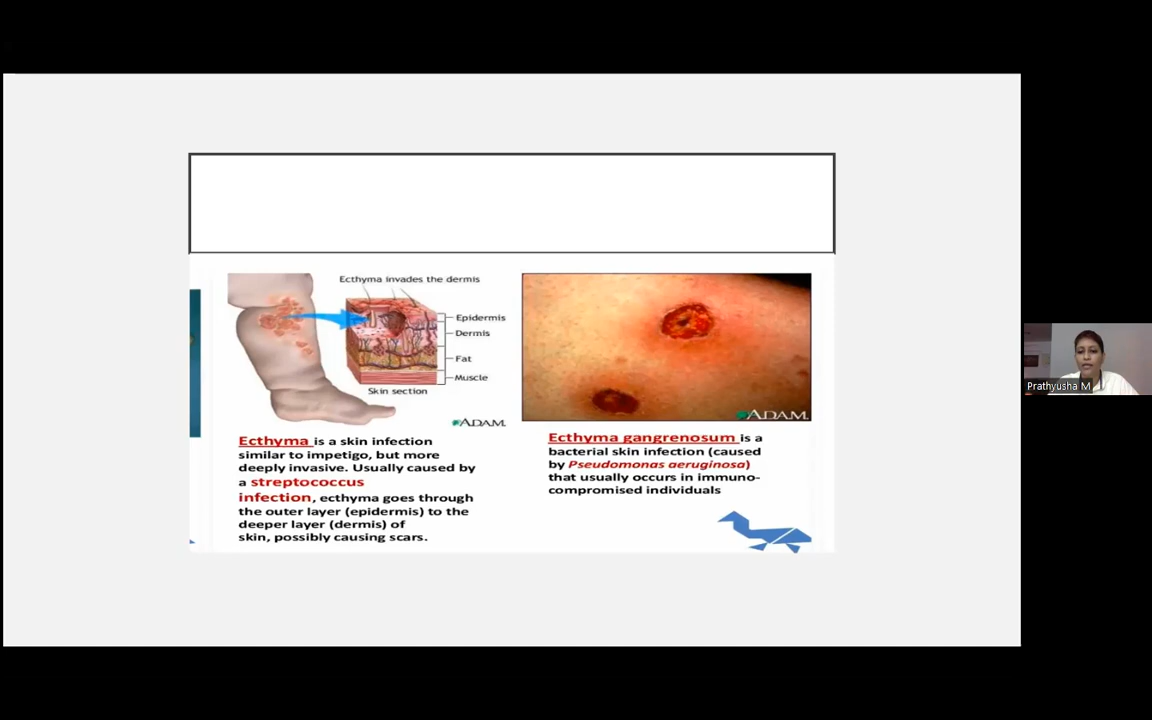 Ecthyma invades the dermis
Epidermis
Dermis
Fat
Muscle
Skin section
ADAM.
Ecthyma is a skin infection
similar to impetigo, but more
deeply invasive. Usually caused by
a streptococcus
infection, ecthyma goes through
the outer layer (epidermis) to the
deeper layer (dermis) of
skin, possibly causing scars.
ADAM.
Ecthyma gangrenosum is a
bacterial skin infection (caused
by Pseudomonas aeruginosa)
that usually occurs in immuno-
compromised individuals
Prathyusha M